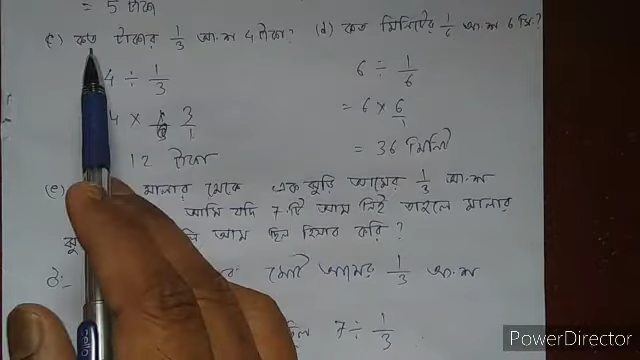 = 5 টাকা
c) কত টাকার 1/3 অংশ 4 টাকা? (d) কত মিনিটের 1/6 অংশ 6 মি:?
4 ÷ 1/3 6 ÷ 1/6
4 × 3/1 = 6 × 6/1
12 টাকা = 36 মিনিট
(e) মালার থেকে এক ঝুড়ি আমের 1/3 অংশ
আমি যদি 7 টি আম নিই তাহলে মালার
আম ছিল হিসাব করি?
উ:- মোট আমের 1/3 অংশ
7 ÷ 1/3
cello
PowerDirector